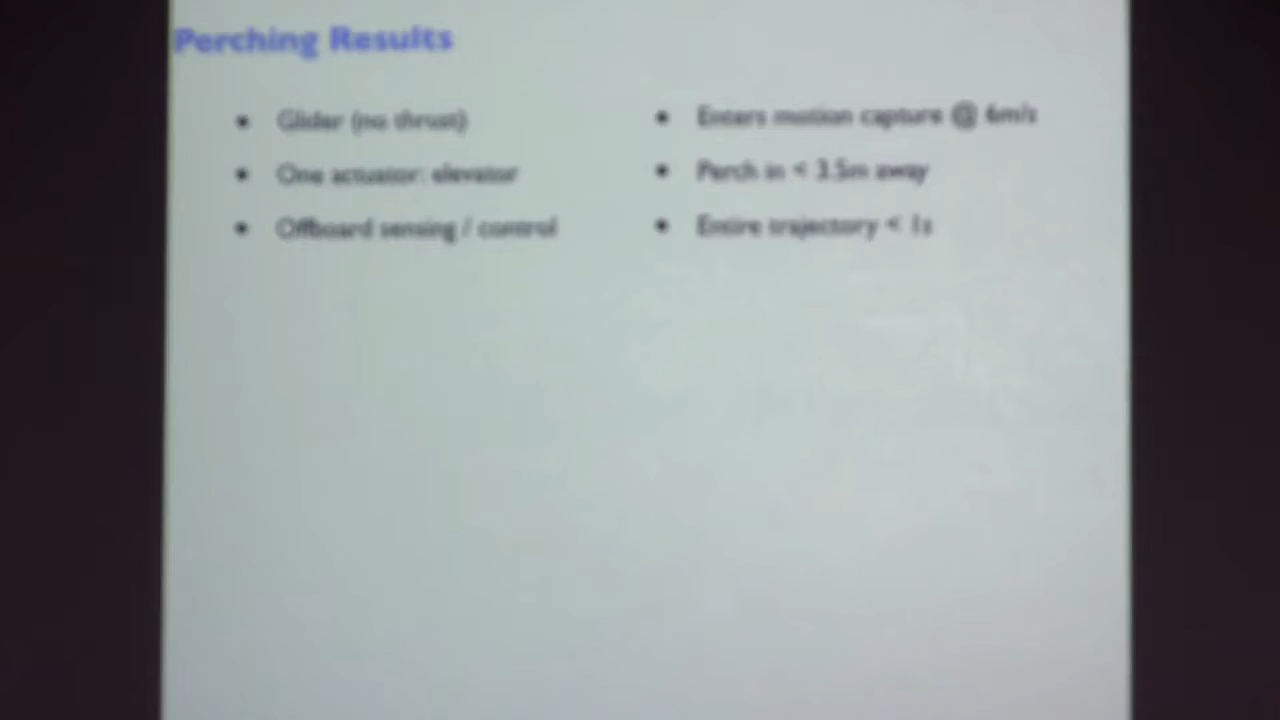 Perching Results
• Glider (no thrust)
• One actuator: elevator
• Offboard sensing / control
• Enters motion capture @ 6m/s
• Perch in < 3.5m away
• Entire trajectory < 1s